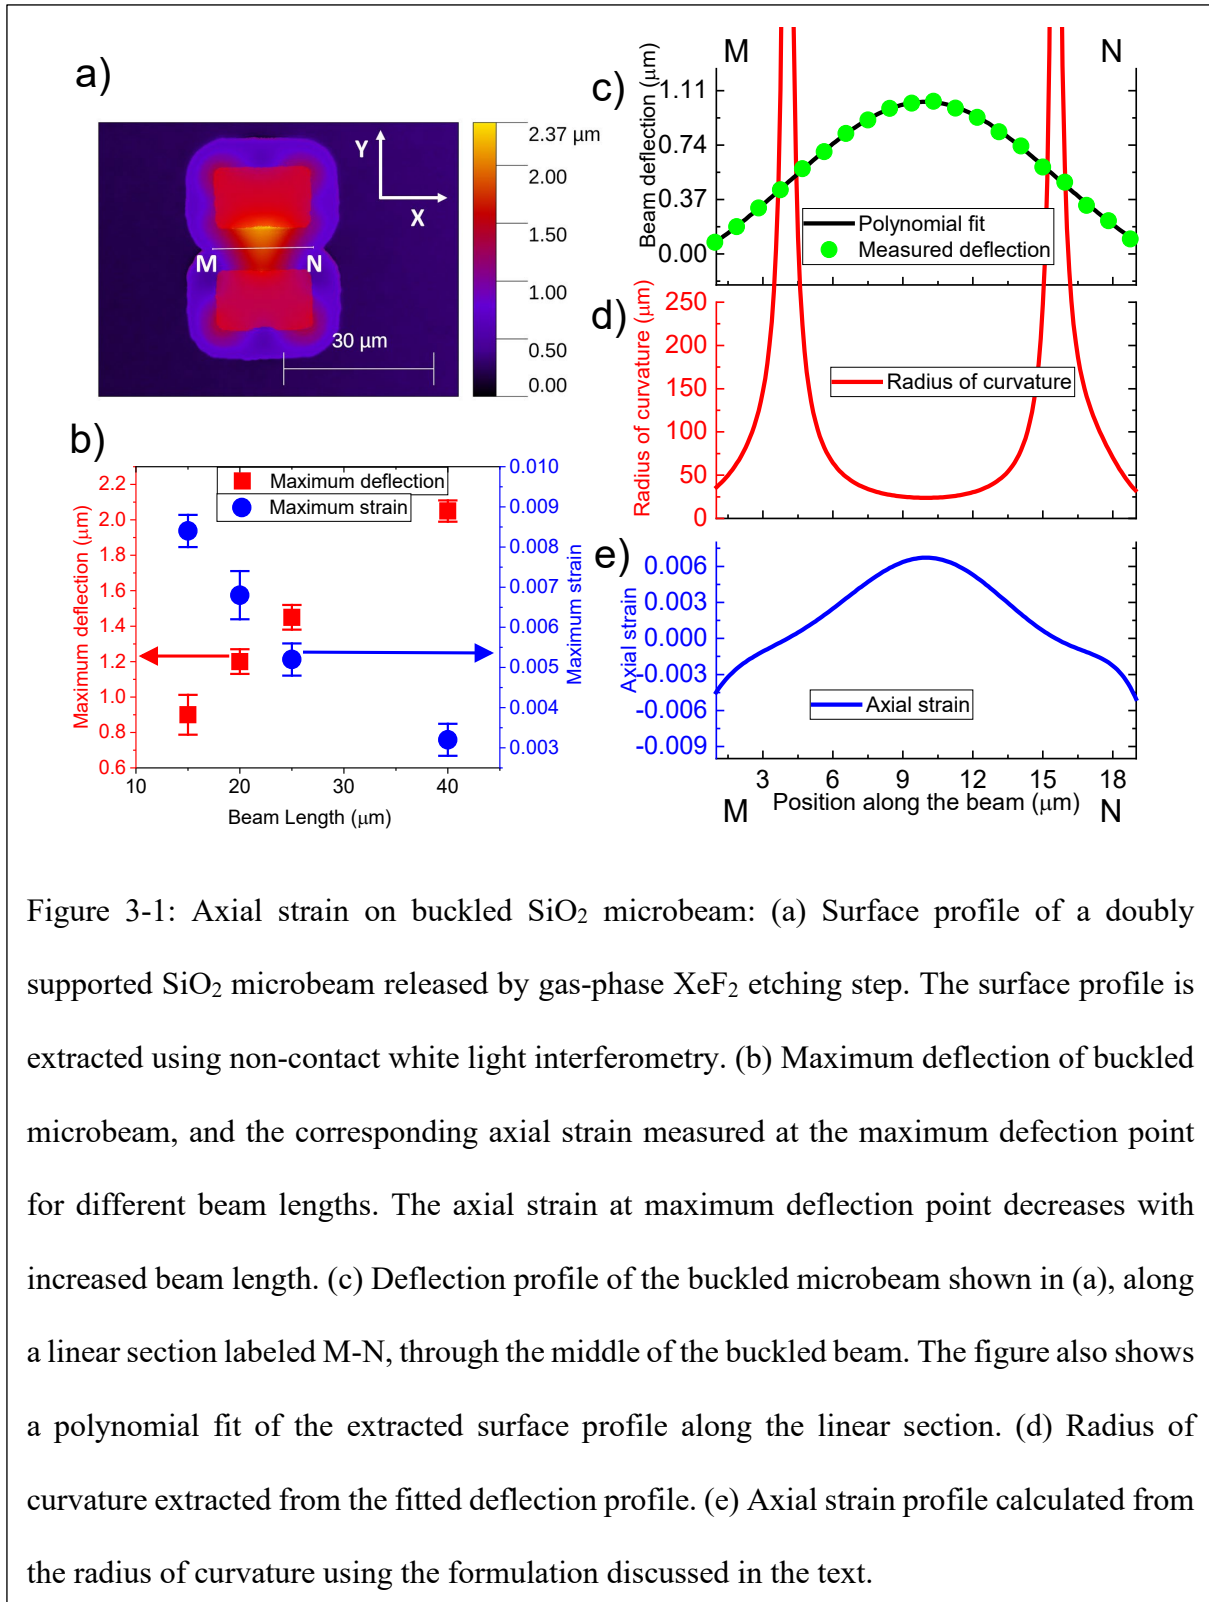 a)
Y
X
M
N
30 µm
2.37 µm
2.00
1.50
1.00
0.50
0.00
b)
Maximum deflection
Maximum strain
2.2
2.0
1.8
1.6
1.4
1.2
1.0
0.8
0.6
Maximum deflection (µm)
0.010
0.009
0.008
0.007
0.006
0.005
0.004
0.003
Maximum strain
10
20
30
40
Beam Length (µm)
M
N
c)
Beam deflection (µm)
1.11
0.74
0.37
0.00
Polynomial fit
Measured deflection
d)
Radius of curvature (µm)
250
200
150
100
50
0
Radius of curvature
e)
Axial strain
0.006
0.003
0.000
-0.003
-0.006
-0.009
Axial strain
3
6
9
12
15
18
Position along the beam (µm)
M
N
Figure 3-1: Axial strain on buckled SiO₂ microbeam: (a) Surface profile of a doubly
supported SiO₂ microbeam released by gas-phase XeF₂ etching step. The surface profile is
extracted using non-contact white light interferometry. (b) Maximum deflection of buckled
microbeam, and the corresponding axial strain measured at the maximum defection point
for different beam lengths. The axial strain at maximum deflection point decreases with
increased beam length. (c) Deflection profile of the buckled microbeam shown in (a), along
a linear section labeled M-N, through the middle of the buckled beam. The figure also shows
a polynomial fit of the extracted surface profile along the linear section. (d) Radius of
curvature extracted from the fitted deflection profile. (e) Axial strain profile calculated from
the radius of curvature using the formulation discussed in the text.